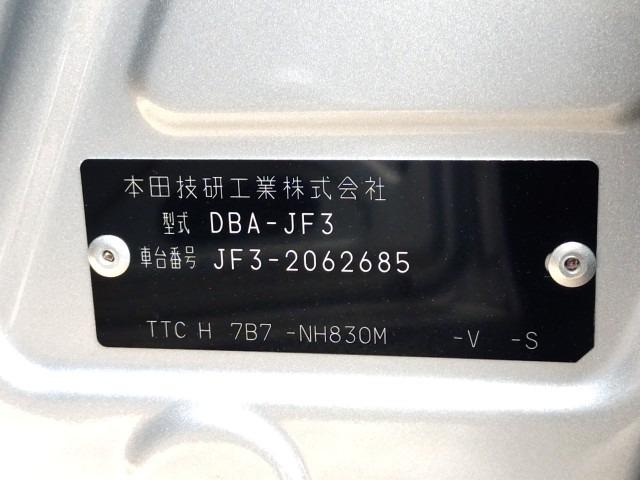 本田技研工業株式会社
型式 DBA-JF3
車台番号 JF3-2062685
TTC H 7B7 -NH830M -V -S